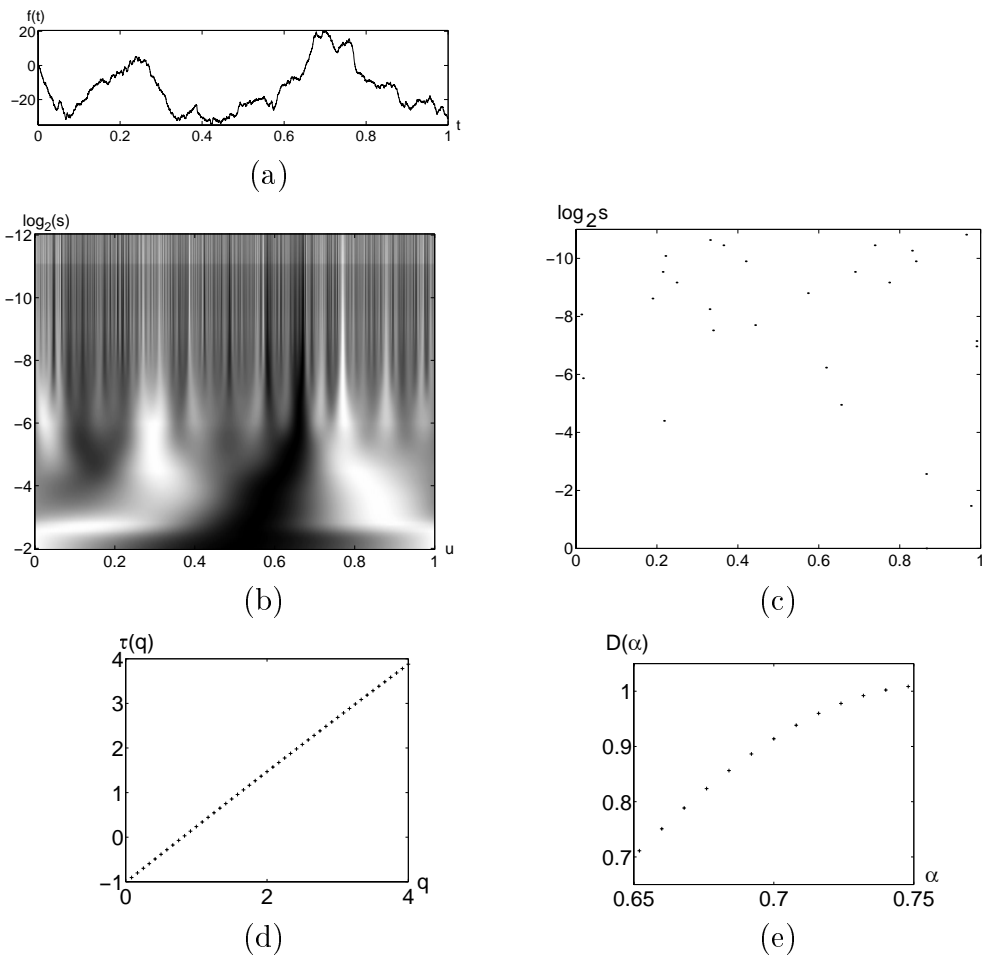 f(t)
20
0
−20
0 0.2 0.4 0.6 0.8 1
t
(a)
log2(s)
−12
−10
−8
−6
−4
−2
0 0.2 0.4 0.6 0.8 1
u
(b)
log2s
−10
−8
−6
−4
−2
0
0.2 0.4 0.6 0.8 1
(c)
τ(q)
4
3
2
1
0
−1
0 2 4
q
(d)
D(α)
1
0.9
0.8
0.7
0.65 0.7 0.75
α
(e)